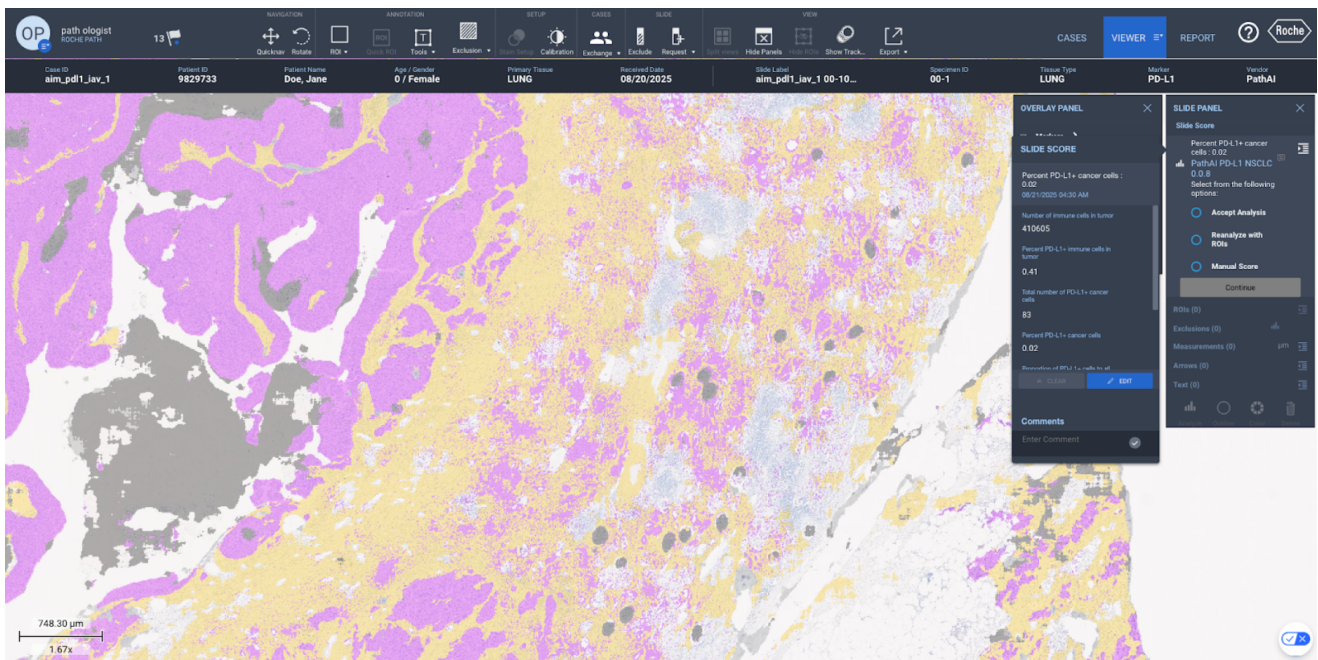 OP
path ologist
ROCHE PATH
13
NAVIGATION
Quicknav
Rotate
ANNOTATION
ROI
ROI
Quick ROI
Tools
Exclusion
SETUP
Stain Setup
Calibration
CASES
Exchange
SLIDE
Exclude
Request
VIEW
Split views
Hide Panels
Hide ROIs
Show Track...
Export
CASES
VIEWER
REPORT
Roche
Case ID
aim_pdl1_iav_1
Patient ID
9829733
Patient Name
Doe, Jane
Age / Gender
0 / Female
Primary Tissue
LUNG
Received Date
08/20/2025
Slide Label
aim_pdl1_iav_1 00-10...
Specimen ID
00-1
Tissue Type
LUNG
Marker
PD-L1
Vendor
PathAI
OVERLAY PANEL
SLIDE SCORE
Percent PD-L1+ cancer cells :
0.02
08/21/2025 04:30 AM
Number of immune cells in tumor
410605
Percent PD-L1+ immune cells in
tumor
0.41
Total number of PD-L1+ cancer
cells
83
Percent PD-L1+ cancer cells
0.02
CLEAR
EDIT
Comments
Enter Comment
SLIDE PANEL
Slide Score
Percent PD-L1+ cancer
cells : 0.02
PathAI PD-L1 NSCLC
0.0.8
Select from the following
options:
Accept Analysis
Reanalyze with
ROIs
Manual Score
Continue
ROIs (0)
Exclusions (0)
Measurements (0)
µm
Arrows (0)
Text (0)
748.30 µm
1.67x